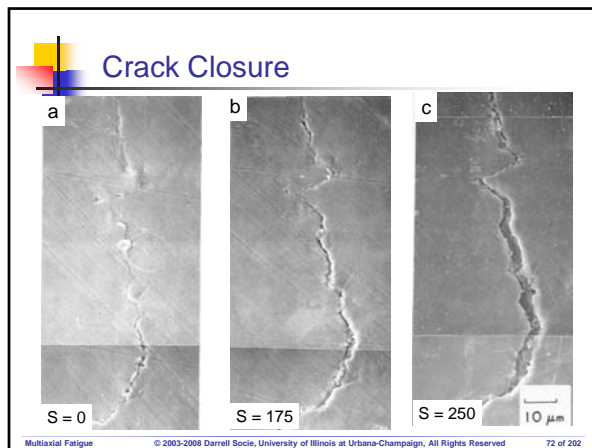 Crack Closure
a
b
c
S = 0
S = 175
S = 250
10 μm
Multiaxial Fatigue © 2003-2008 Darrell Socie, University of Illinois at Urbana-Champaign, All Rights Reserved 72 of 202